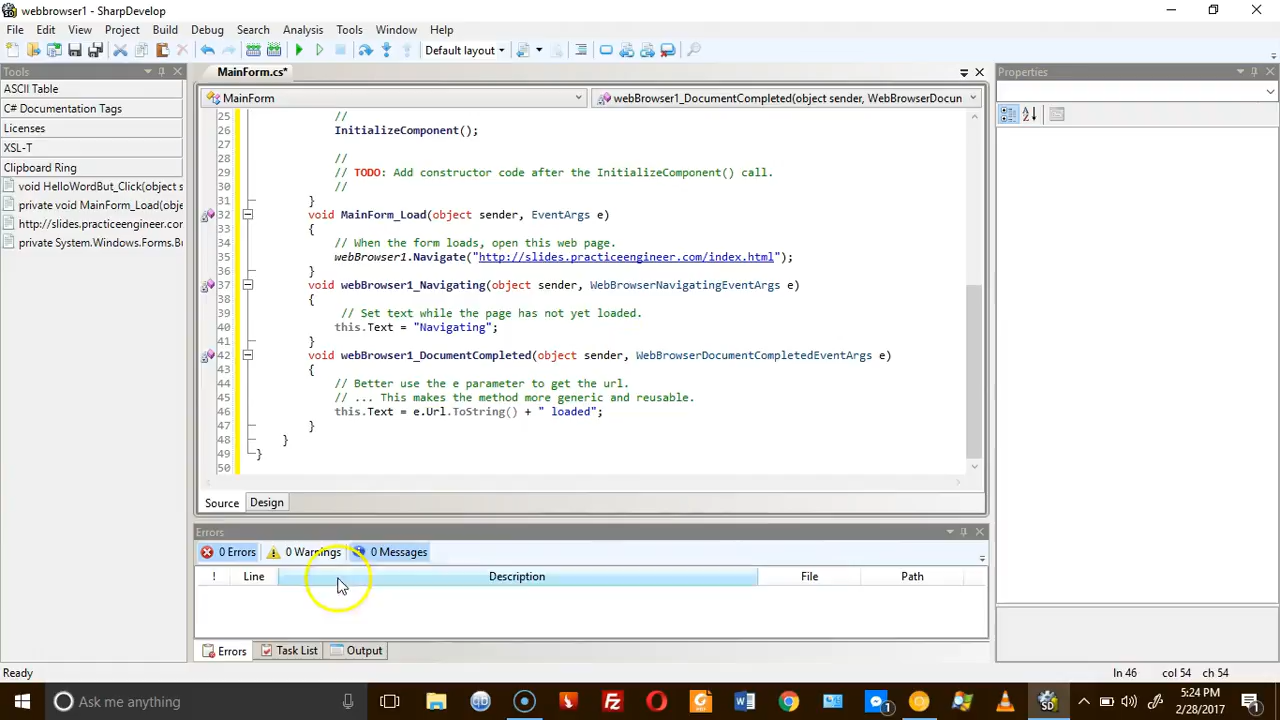 webbrowser1 - SharpDevelop
File Edit View Project Build Debug Search Analysis Tools Window Help
Default layout
Tools
ASCII Table
C# Documentation Tags
Licenses
XSL-T
Clipboard Ring
void HelloWordBut_Click(object s
private void MainForm_Load(obje
http://slides.practiceengineer.cor
private System.Windows.Forms.Bu
MainForm.cs*
MainForm
webBrowser1_DocumentCompleted(object sender, WebBrowserDocun
25 //
26 InitializeComponent();
27
28 //
29 // TODO: Add constructor code after the InitializeComponent() call.
30 //
31 }
32 void MainForm_Load(object sender, EventArgs e)
33 {
34 // When the form loads, open this web page.
35 webBrowser1.Navigate("http://slides.practiceengineer.com/index.html");
36 }
37 void webBrowser1_Navigating(object sender, WebBrowserNavigatingEventArgs e)
38 {
39 // Set text while the page has not yet loaded.
40 this.Text = "Navigating";
41 }
42 void webBrowser1_DocumentCompleted(object sender, WebBrowserDocumentCompletedEventArgs e)
43 {
44 // Better use the e parameter to get the url.
45 // ... This makes the method more generic and reusable.
46 this.Text = e.Url.ToString() + " loaded";
47 }
48 }
49 }
50
Source Design
Properties
Errors
0 Errors 0 Warnings 0 Messages
! Line Description File Path
Errors Task List Output
Ready
ln 46 col 54 ch 54
Ask me anything
1
SD
5:24 PM
2/28/2017
1